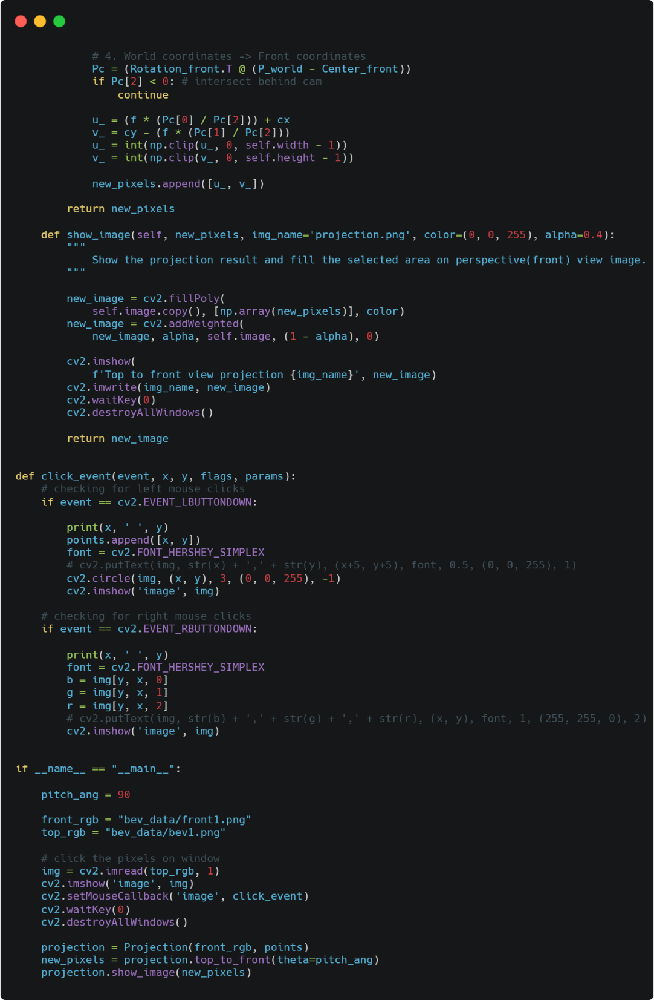 # 4. World coordinates -> Front coordinates
            Pc = (Rotation_front.T @ (P_world - Center_front))
            if Pc[2] < 0: # intersect behind cam
                continue

            u_ = (f * (Pc[0] / Pc[2])) + cx
            v_ = cy - (f * (Pc[1] / Pc[2]))
            u_ = int(np.clip(u_, 0, self.width - 1))
            v_ = int(np.clip(v_, 0, self.height - 1))

            new_pixels.append([u_, v_])

        return new_pixels

    def show_image(self, new_pixels, img_name='projection.png', color=(0, 0, 255), alpha=0.4):
        """
            Show the projection result and fill the selected area on perspective(front) view image.
        """

        new_image = cv2.fillPoly(
            self.image.copy(), [np.array(new_pixels)], color)
        new_image = cv2.addWeighted(
            new_image, alpha, self.image, (1 - alpha), 0)

        cv2.imshow(
            f'Top to front view projection {img_name}', new_image)
        cv2.imwrite(img_name, new_image)
        cv2.waitKey(0)
        cv2.destroyAllWindows()

        return new_image


def click_event(event, x, y, flags, params):
    # checking for left mouse clicks
    if event == cv2.EVENT_LBUTTONDOWN:

        print(x, ' ', y)
        points.append([x, y])
        font = cv2.FONT_HERSHEY_SIMPLEX
        # cv2.putText(img, str(x) + ',' + str(y), (x+5, y+5), font, 0.5, (0, 0, 255), 1)
        cv2.circle(img, (x, y), 3, (0, 0, 255), -1)
        cv2.imshow('image', img)

    # checking for right mouse clicks
    if event == cv2.EVENT_RBUTTONDOWN:

        print(x, ' ', y)
        font = cv2.FONT_HERSHEY_SIMPLEX
        b = img[y, x, 0]
        g = img[y, x, 1]
        r = img[y, x, 2]
        # cv2.putText(img, str(b) + ',' + str(g) + ',' + str(r), (x, y), font, 1, (255, 255, 0), 2)
        cv2.imshow('image', img)


if __name__ == "__main__":

    pitch_ang = 90

    front_rgb = "bev_data/front1.png"
    top_rgb = "bev_data/bev1.png"

    # click the pixels on window
    img = cv2.imread(top_rgb, 1)
    cv2.imshow('image', img)
    cv2.setMouseCallback('image', click_event)
    cv2.waitKey(0)
    cv2.destroyAllWindows()

    projection = Projection(front_rgb, points)
    new_pixels = projection.top_to_front(theta=pitch_ang)
    projection.show_image(new_pixels)